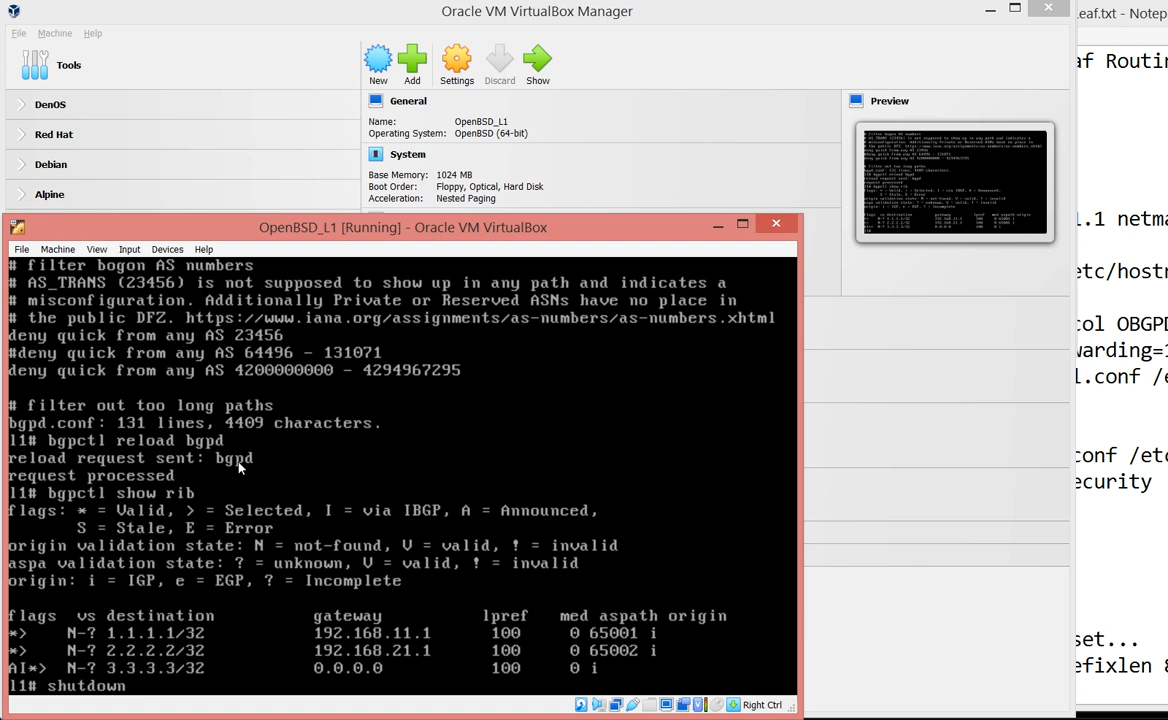 Oracle VM VirtualBox Manager
eaf.txt - Notep
File Machine Help
Tools
New Add Settings Discard Show
DenOS
Red Hat
Debian
Alpine
General
Name: OpenBSD_L1
Operating System: OpenBSD (64-bit)
System
Base Memory: 1024 MB
Boot Order: Floppy, Optical, Hard Disk
Acceleration: Nested Paging
Preview
af Routin
1.1 netma
etc/hostn
col OBGPD
warding=1
1.conf /e
conf /etc
ecurity
set...
efixlen 8
OpenBSD_L1 [Running] - Oracle VM VirtualBox
File Machine View Input Devices Help
# filter bogon AS numbers
# AS_TRANS (23456) is not supposed to show up in any path and indicates a
# misconfiguration. Additionally Private or Reserved ASNs have no place in
# the public DFZ. https://www.iana.org/assignments/as-numbers/as-numbers.xhtml
deny quick from any AS 23456
#deny quick from any AS 64496 - 131071
deny quick from any AS 4200000000 - 4294967295
# filter out too long paths
bgpd.conf: 131 lines, 4409 characters.
l1# bgpctl reload bgpd
reload request sent: bgpd
request processed
l1# bgpctl show rib
flags: * = Valid, > = Selected, I = via IBGP, A = Announced,
S = Stale, E = Error
origin validation state: N = not-found, V = valid, ! = invalid
aspa validation state: ? = unknown, V = valid, ! = invalid
origin: i = IGP, e = EGP, ? = Incomplete
flags vs destination gateway lpref med aspath origin
*> N-? 1.1.1.1/32 192.168.11.1 100 0 65001 i
*> N-? 2.2.2.2/32 192.168.21.1 100 0 65002 i
AI*> N-? 3.3.3.3/32 0.0.0.0 100 0 i
l1# shutdown
Right Ctrl